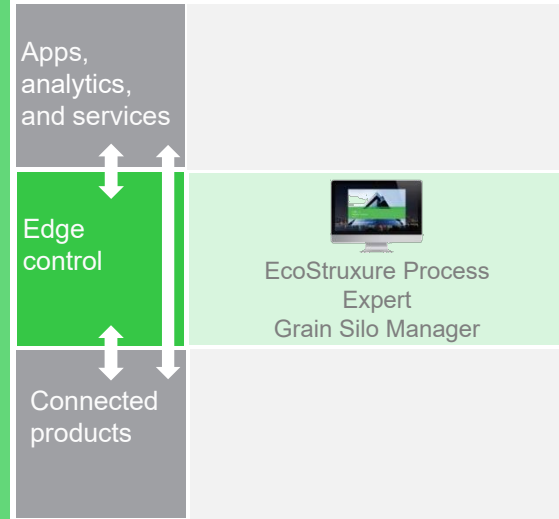 Apps,
analytics,
and services
Edge
control
EcoStruxure Process
Expert
Grain Silo Manager
Connected
products